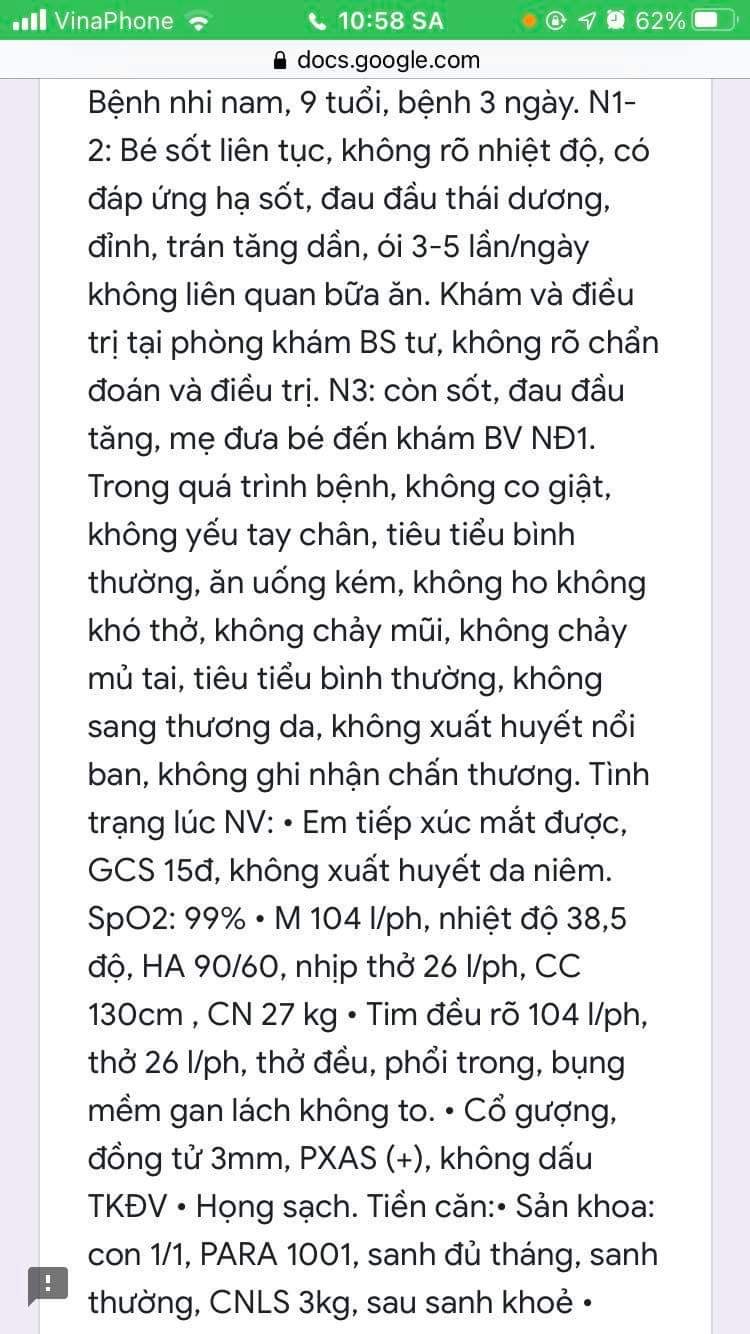 VinaPhone 10:58 SA 62%
docs.google.com
Bệnh nhi nam, 9 tuổi, bệnh 3 ngày. N1-
2: Bé sốt liên tục, không rõ nhiệt độ, có
đáp ứng hạ sốt, đau đầu thái dương,
đỉnh, trán tăng dần, ói 3-5 lần/ngày
không liên quan bữa ăn. Khám và điều
trị tại phòng khám BS tư, không rõ chẩn
đoán và điều trị. N3: còn sốt, đau đầu
tăng, mẹ đưa bé đến khám BV NĐ1.
Trong quá trình bệnh, không co giật,
không yếu tay chân, tiêu tiểu bình
thường, ăn uống kém, không ho không
khó thở, không chảy mũi, không chảy
mủ tai, tiêu tiểu bình thường, không
sang thương da, không xuất huyết nổi
ban, không ghi nhận chấn thương. Tình
trạng lúc NV: • Em tiếp xúc mắt được,
GCS 15đ, không xuất huyết da niêm.
SpO2: 99% • M 104 l/ph, nhiệt độ 38,5
độ, HA 90/60, nhịp thở 26 l/ph, CC
130cm , CN 27 kg • Tim đều rõ 104 l/ph,
thở 26 l/ph, thở đều, phổi trong, bụng
mềm gan lách không to. • Cổ gượng,
đồng tử 3mm, PXAS (+), không dấu
TKĐV • Họng sạch. Tiền căn:• Sản khoa:
con 1/1, PARA 1001, sanh đủ tháng, sanh
thường, CNLS 3kg, sau sanh khoẻ •